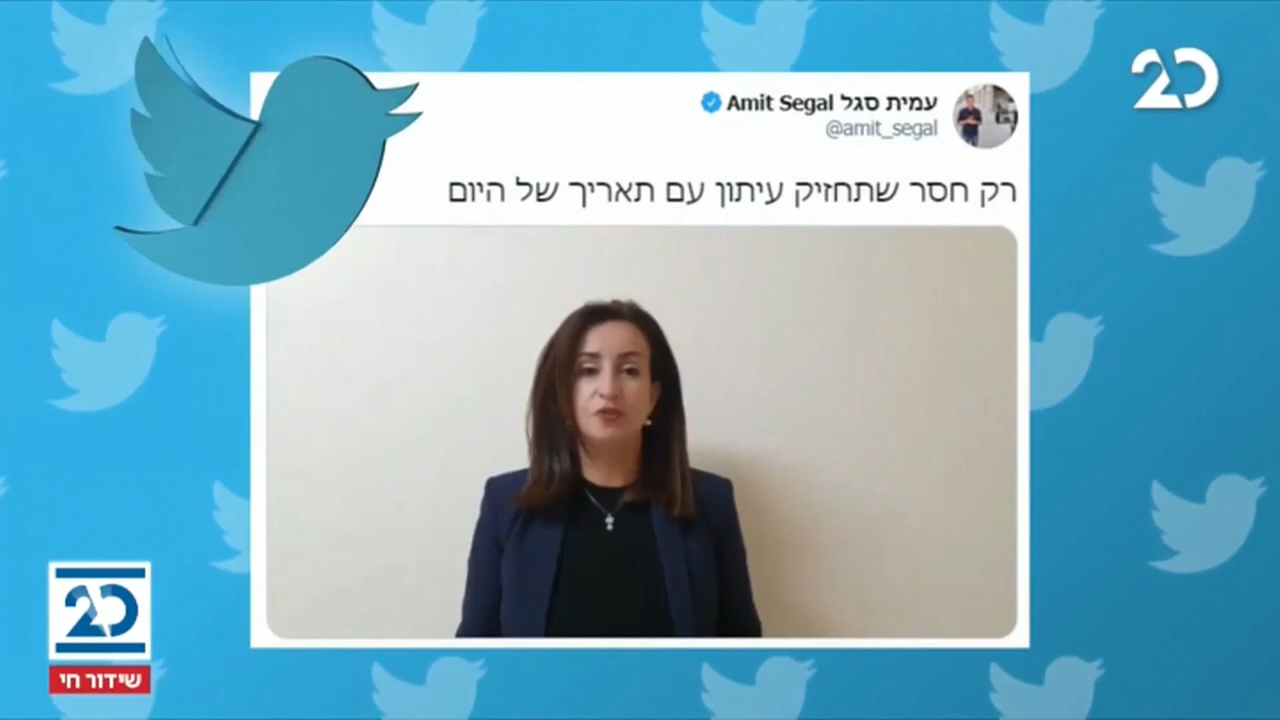 עמית סגל Amit Segal
@amit_segal
רק חסר שתחזיק עיתון עם תאריך של היום
20
20
שידור חי